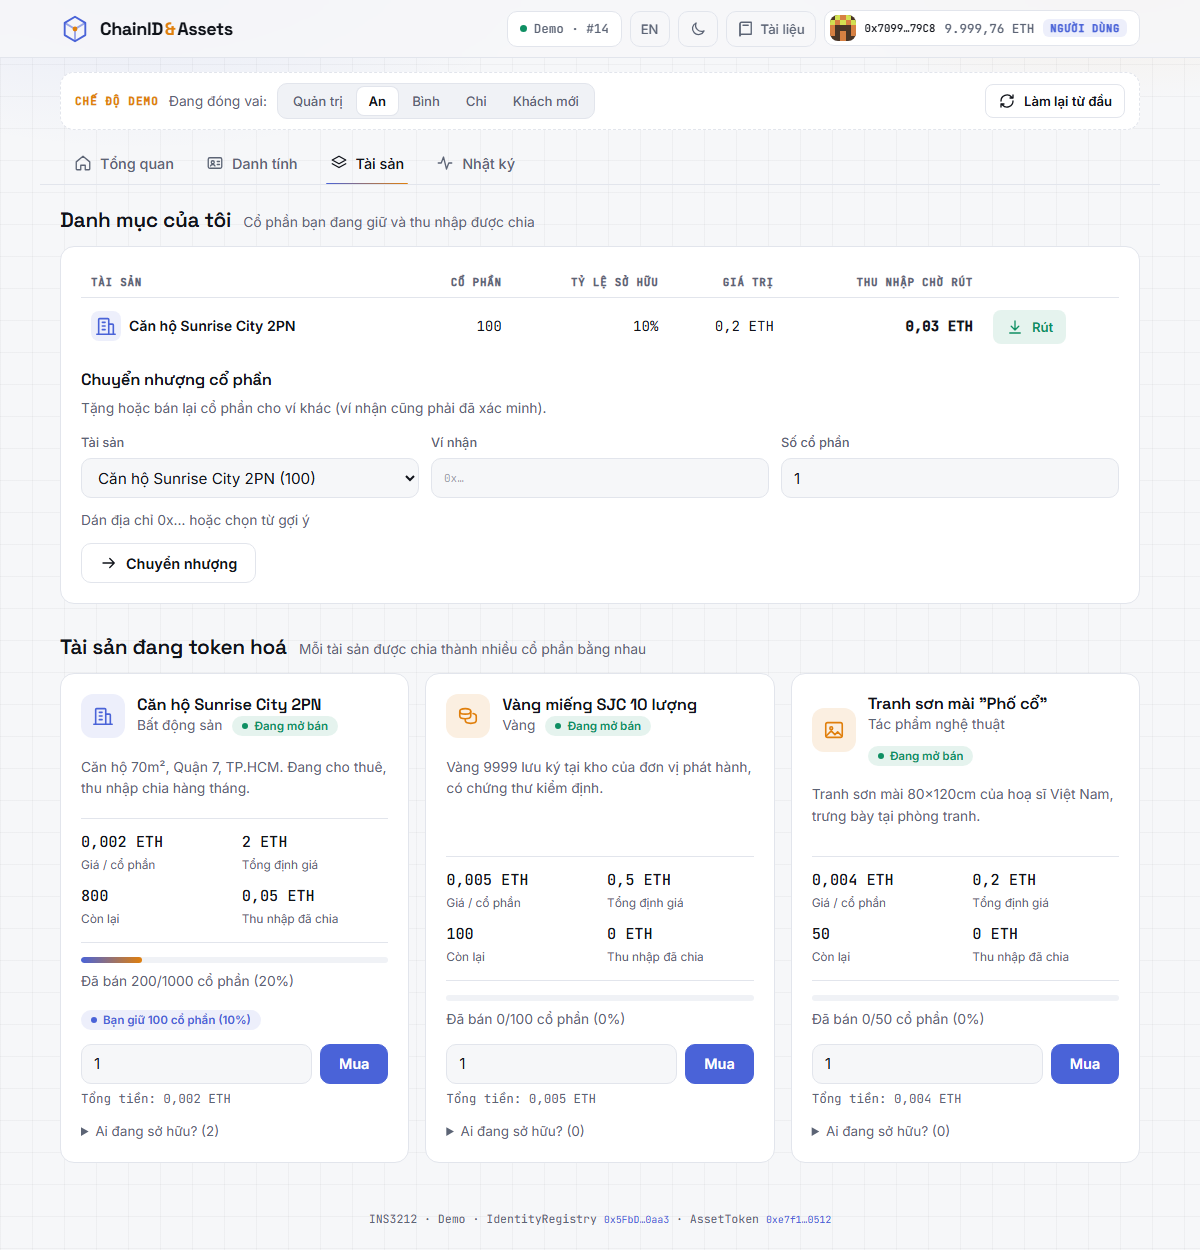 ChainID&Assets
Demo · #14
EN
Tài liệu
0x7099…79C8 9.999,76 ETH NGƯỜI DÙNG
CHẾ ĐỘ DEMO Đang đóng vai: Quản trị An Bình Chi Khách mới
Làm lại từ đầu
Tổng quan Danh tính Tài sản Nhật ký
Danh mục của tôi Cổ phần bạn đang giữ và thu nhập được chia
TÀI SẢN CỔ PHẦN TỶ LỆ SỞ HỮU GIÁ TRỊ THU NHẬP CHỜ RÚT
Căn hộ Sunrise City 2PN 100 10% 0,2 ETH 0,03 ETH Rút
Chuyển nhượng cổ phần
Tặng hoặc bán lại cổ phần cho ví khác (ví nhận cũng phải đã xác minh).
Tài sản Ví nhận Số cổ phần
Căn hộ Sunrise City 2PN (100) 0x… 1
Dán địa chỉ 0x... hoặc chọn từ gợi ý
Chuyển nhượng
Tài sản đang token hoá Mỗi tài sản được chia thành nhiều cổ phần bằng nhau
Căn hộ Sunrise City 2PN
Bất động sản Đang mở bán
Căn hộ 70m², Quận 7, TP.HCM. Đang cho thuê,
thu nhập chia hàng tháng.
0,002 ETH 2 ETH
Giá / cổ phần Tổng định giá
800 0,05 ETH
Còn lại Thu nhập đã chia
Đã bán 200/1000 cổ phần (20%)
Bạn giữ 100 cổ phần (10%)
1 Mua
Tổng tiền: 0,002 ETH
Ai đang sở hữu? (2)
Vàng miếng SJC 10 lượng
Vàng Đang mở bán
Vàng 9999 lưu ký tại kho của đơn vị phát hành,
có chứng thư kiểm định.
0,005 ETH 0,5 ETH
Giá / cổ phần Tổng định giá
100 0 ETH
Còn lại Thu nhập đã chia
Đã bán 0/100 cổ phần (0%)
1 Mua
Tổng tiền: 0,005 ETH
Ai đang sở hữu? (0)
Tranh sơn mài ”Phố cổ”
Tác phẩm nghệ thuật
Đang mở bán
Tranh sơn mài 80×120cm của hoạ sĩ Việt Nam,
trưng bày tại phòng tranh.
0,004 ETH 0,2 ETH
Giá / cổ phần Tổng định giá
50 0 ETH
Còn lại Thu nhập đã chia
Đã bán 0/50 cổ phần (0%)
1 Mua
Tổng tiền: 0,004 ETH
Ai đang sở hữu? (0)
INS3212 · Demo · IdentityRegistry 0x5FbD…0aa3 · AssetToken 0xe7f1…0512